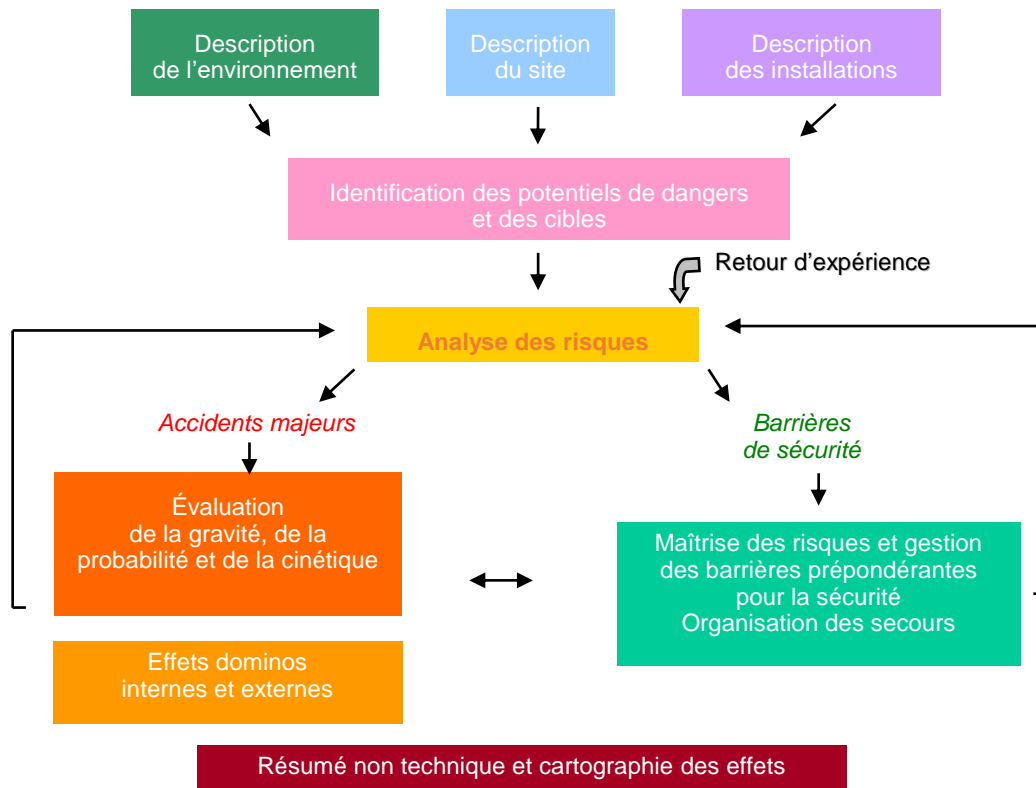 Description
de l’environnement
Description
du site
Description
des installations
Identification des potentiels de dangers
et des cibles
Retour d’expérience
Analyse des risques
Accidents majeurs
Barrières
de sécurité
Évaluation
de la gravité, de la
probabilité et de la cinétique
Maîtrise des risques et gestion
des barrières prépondérantes
pour la sécurité
Organisation des secours
Effets dominos
internes et externes
Résumé non technique et cartographie des effets